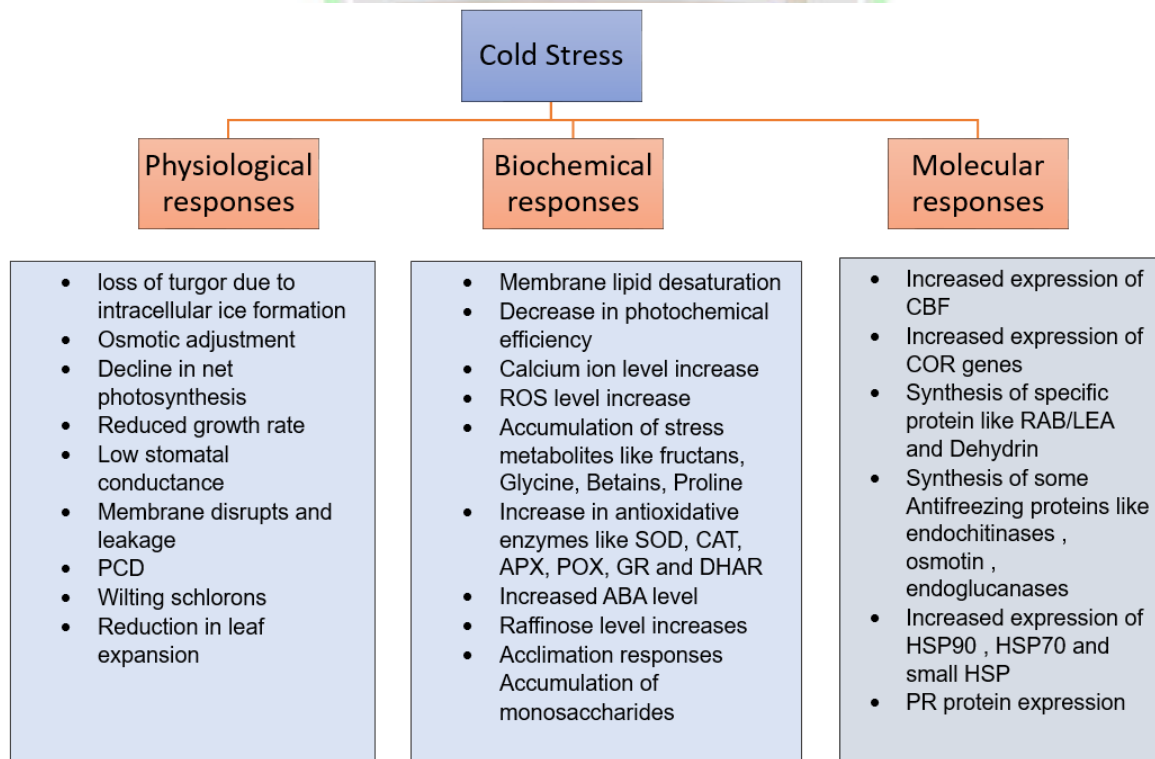 Cold Stress
Physiological
responses
Biochemical
responses
Molecular
responses
• loss of turgor due to
intracellular ice formation
• Osmotic adjustment
• Decline in net
photosynthesis
• Reduced growth rate
• Low stomatal
conductance
• Membrane disrupts and
leakage
• PCD
• Wilting schlorons
• Reduction in leaf
expansion
• Membrane lipid desaturation
• Decrease in photochemical
efficiency
• Calcium ion level increase
• ROS level increase
• Accumulation of stress
metabolites like fructans,
Glycine, Betains, Proline
• Increase in antioxidative
enzymes like SOD, CAT,
APX, POX, GR and DHAR
• Increased ABA level
• Raffinose level increases
• Acclimation responses
Accumulation of
monosaccharides
• Increased expression of
CBF
• Increased expression of
COR genes
• Synthesis of specific
protein like RAB/LEA
and Dehydrin
• Synthesis of some
Antifreezing proteins like
endochitinases ,
osmotin ,
endoglucanases
• Increased expression of
HSP90 , HSP70 and
small HSP
• PR protein expression